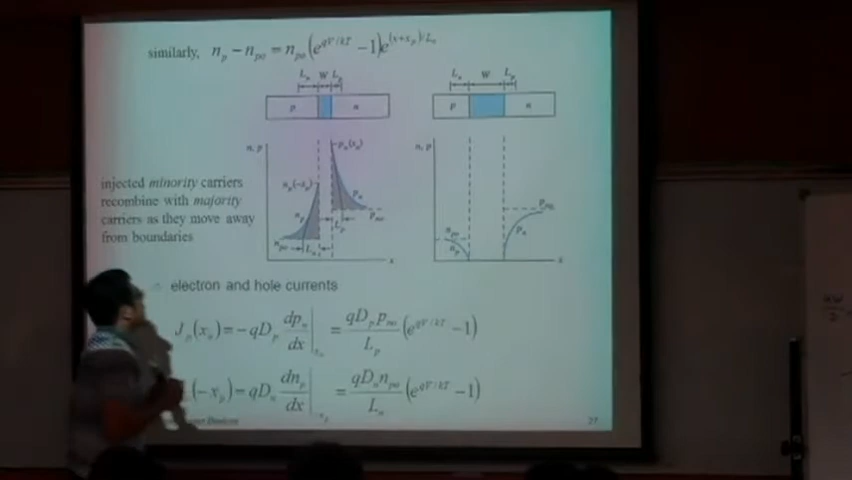 similarly, n_p − n_po = n_po (e^{qV/kT} − 1) e^{(x+x_p)/L_n}
L_n W L_p
L_n W L_p
p n
p n
n, p
p_n(x_n)
n, p
n_p(−x_p)
p_n
p_no
n_p
L_p
n_po
L_n
x
p_no
n_po
p_n
n_p
x
injected minority carriers
recombine with majority
carriers as they move away
from boundaries
∴ electron and hole currents
J_p(x_n) = −qD_p dp_n/dx |_{x_n} = qD_p p_no / L_p (e^{qV/kT} − 1)
(−x_p) = qD_n dn_p/dx |_{−x_p} = qD_n n_po / L_n (e^{qV/kT} − 1)
Devices
27